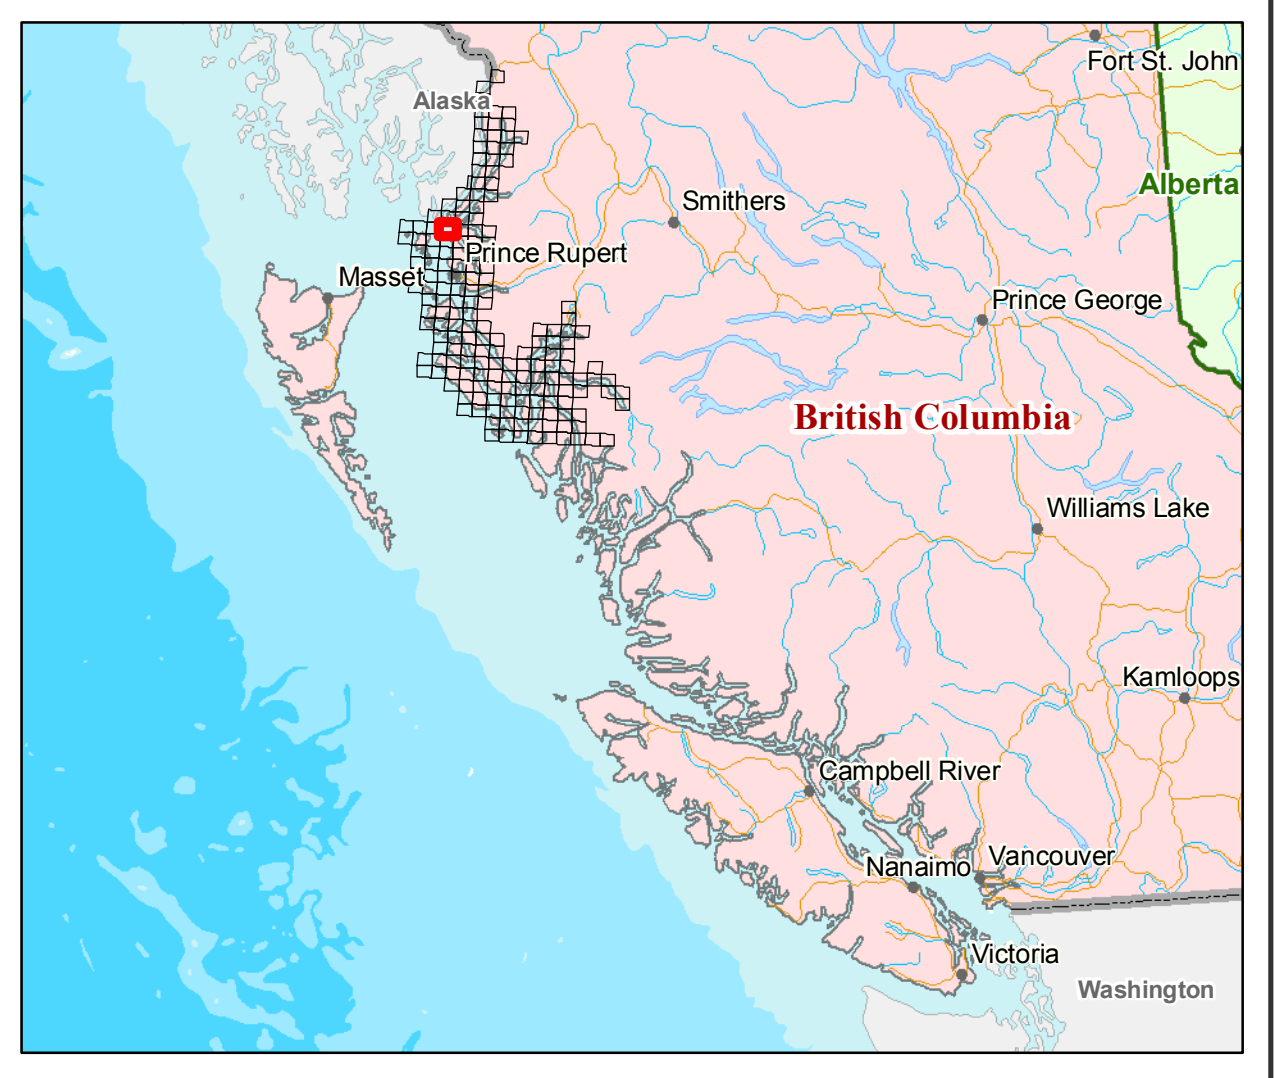 Fort St. John
Alaska
Alberta
Smithers
Prince Rupert
Masset
Prince George
British Columbia
Williams Lake
Kamloops
Campbell River
Vancouver
Nanaimo
Victoria
Washington